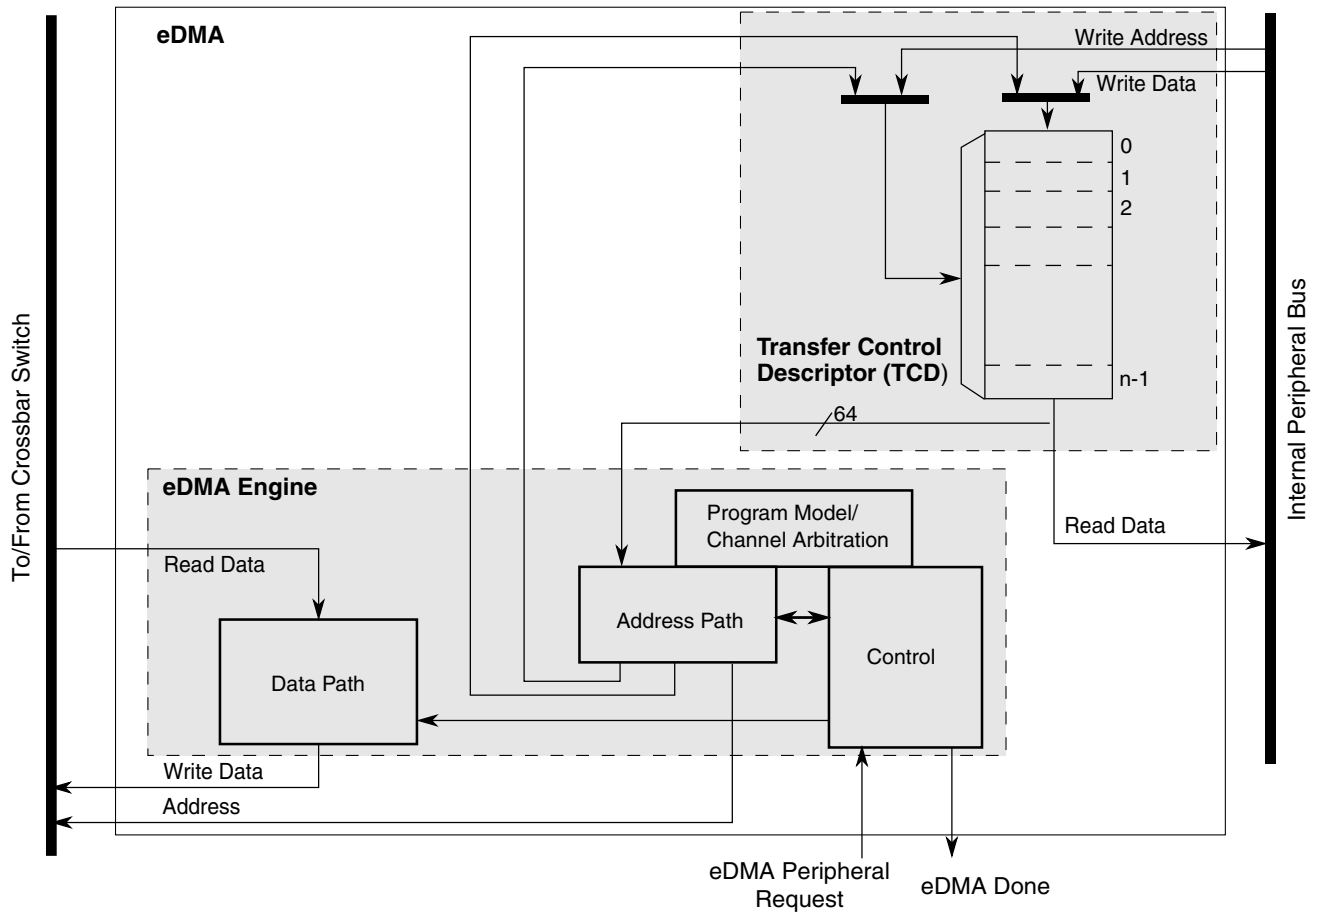 eDMA
Write Address
Write Data
0
1
2
n-1
Transfer Control
Descriptor (TCD)
64
To/From Crossbar Switch
Internal Peripheral Bus
eDMA Engine
Program Model/
Channel Arbitration
Read Data
Read Data
Address Path
Control
Data Path
Write Data
Address
eDMA Peripheral
Request
eDMA Done